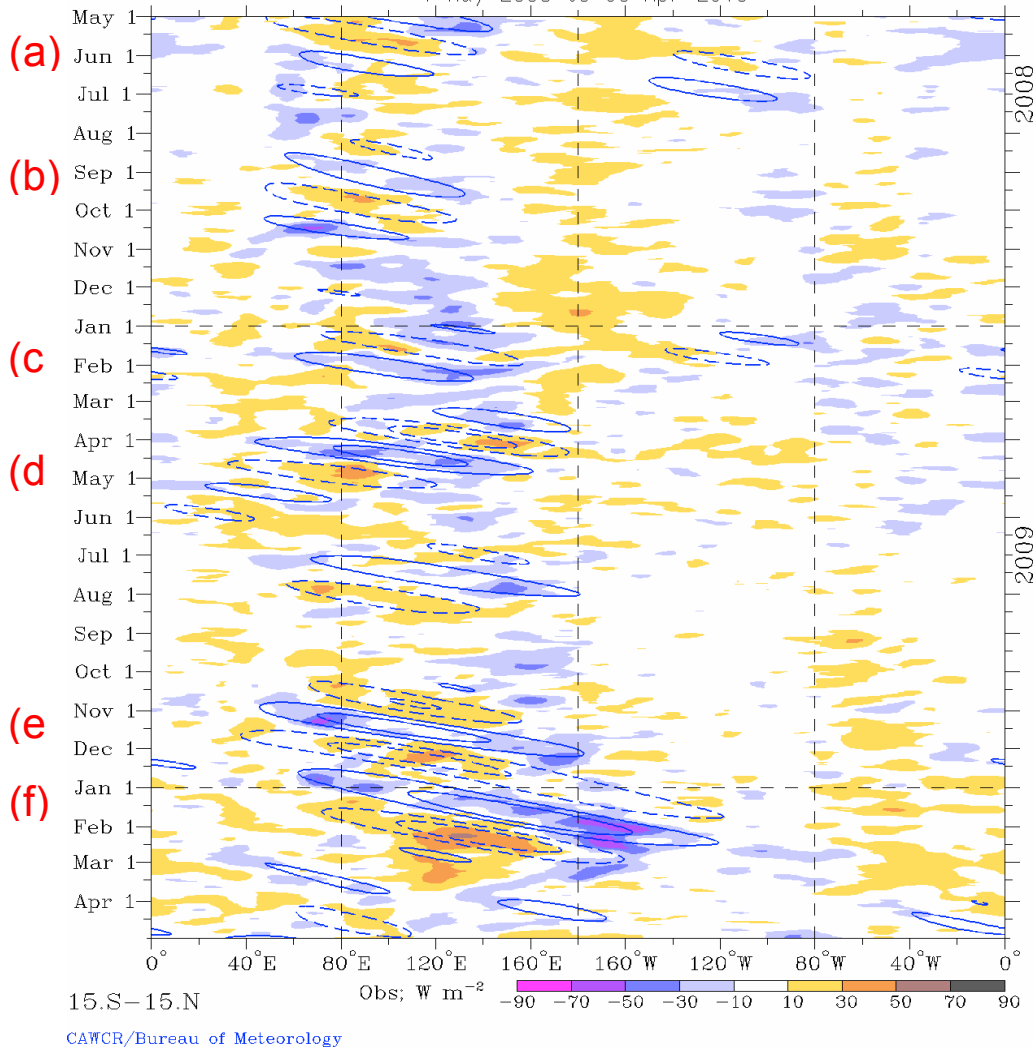 May 1
(a)
Jun 1
Jul 1
2008
Aug 1
(b)
Sep 1
Oct 1
Nov 1
Dec 1
Jan 1
(c)
Feb 1
Mar 1
Apr 1
(d)
May 1
Jun 1
Jul 1
2009
Aug 1
Sep 1
Oct 1
(e)
Nov 1
Dec 1
(f)
Jan 1
Feb 1
Mar 1
Apr 1
0° 40°E 80°E 120°E 160°E 160°W 120°W 80°W 40°W 0°
15.S-15.N
Obs; W m⁻²
-90 -70 -50 -30 -10 10 30 50 70 90
CAWCR/Bureau of Meteorology